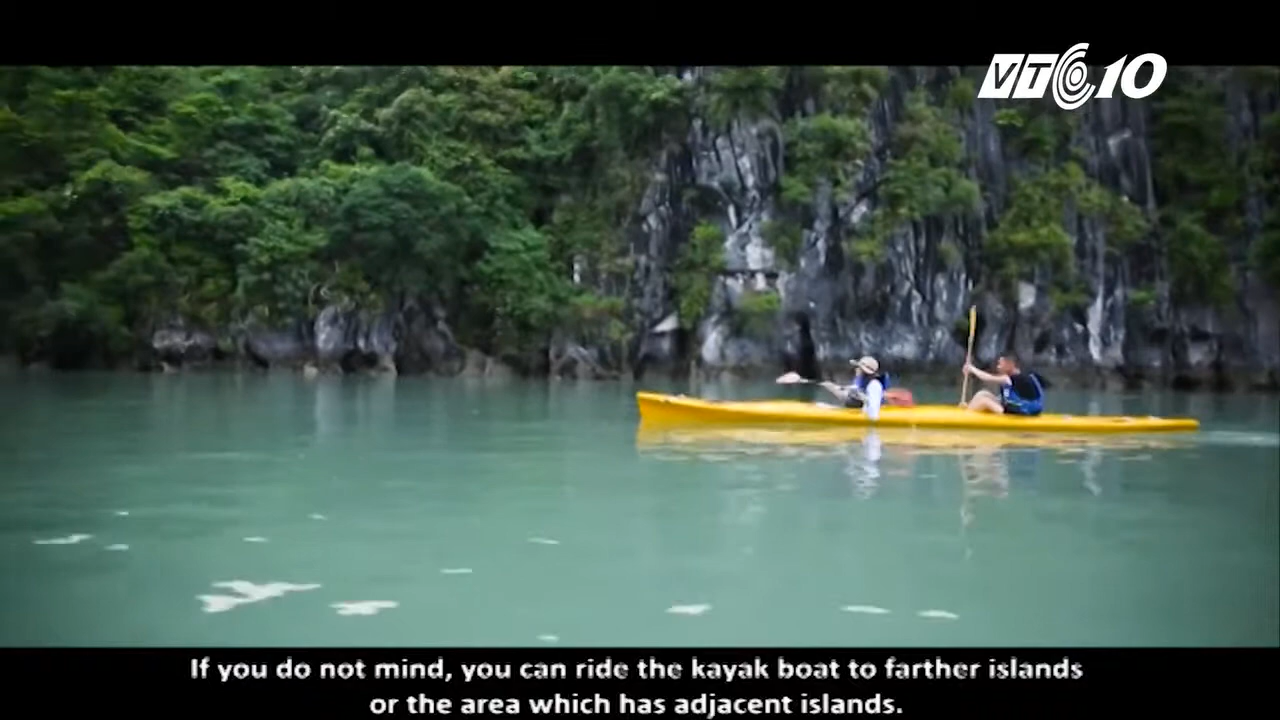 VTC10
If you do not mind, you can ride the kayak boat to farther islands
or the area which has adjacent islands.